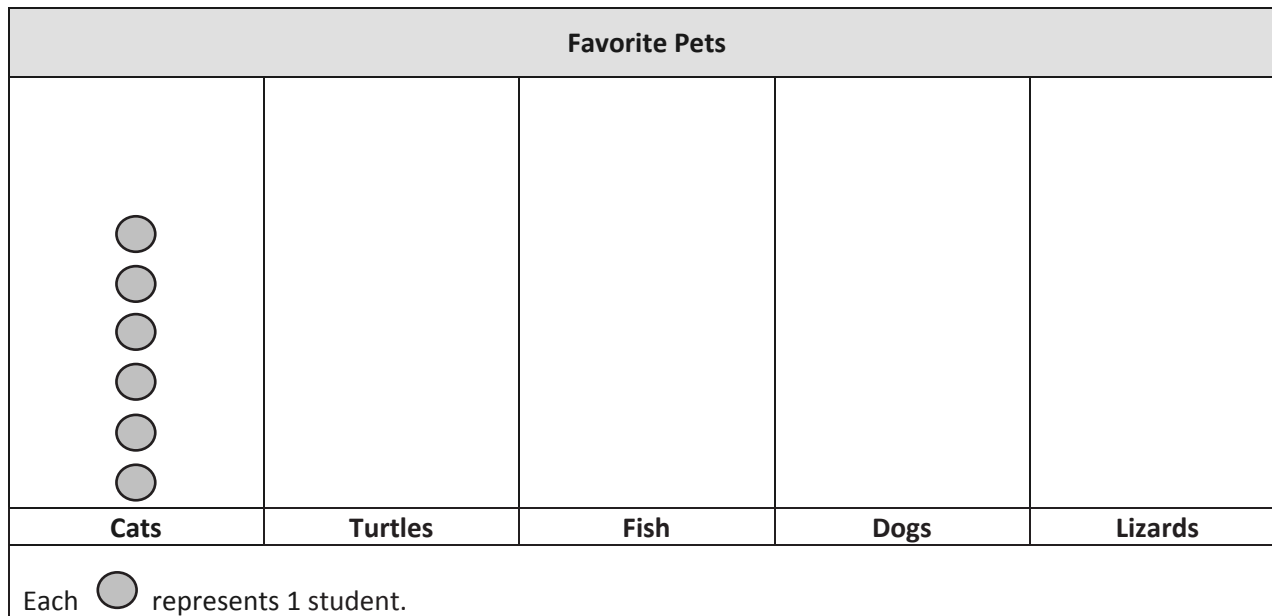 Favorite Pets
Cats Turtles Fish Dogs Lizards
Each represents 1 student.